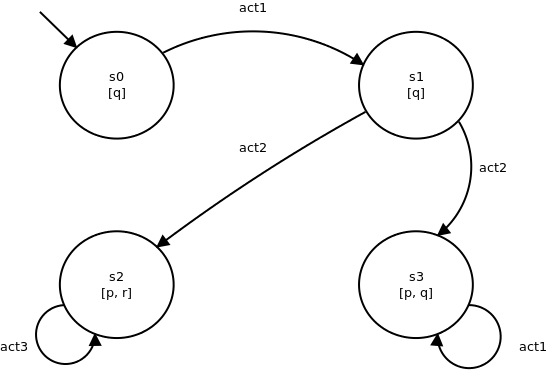 act1
s0
[q]
s1
[q]
act2
act2
s2
[p, r]
s3
[p, q]
act3
act1